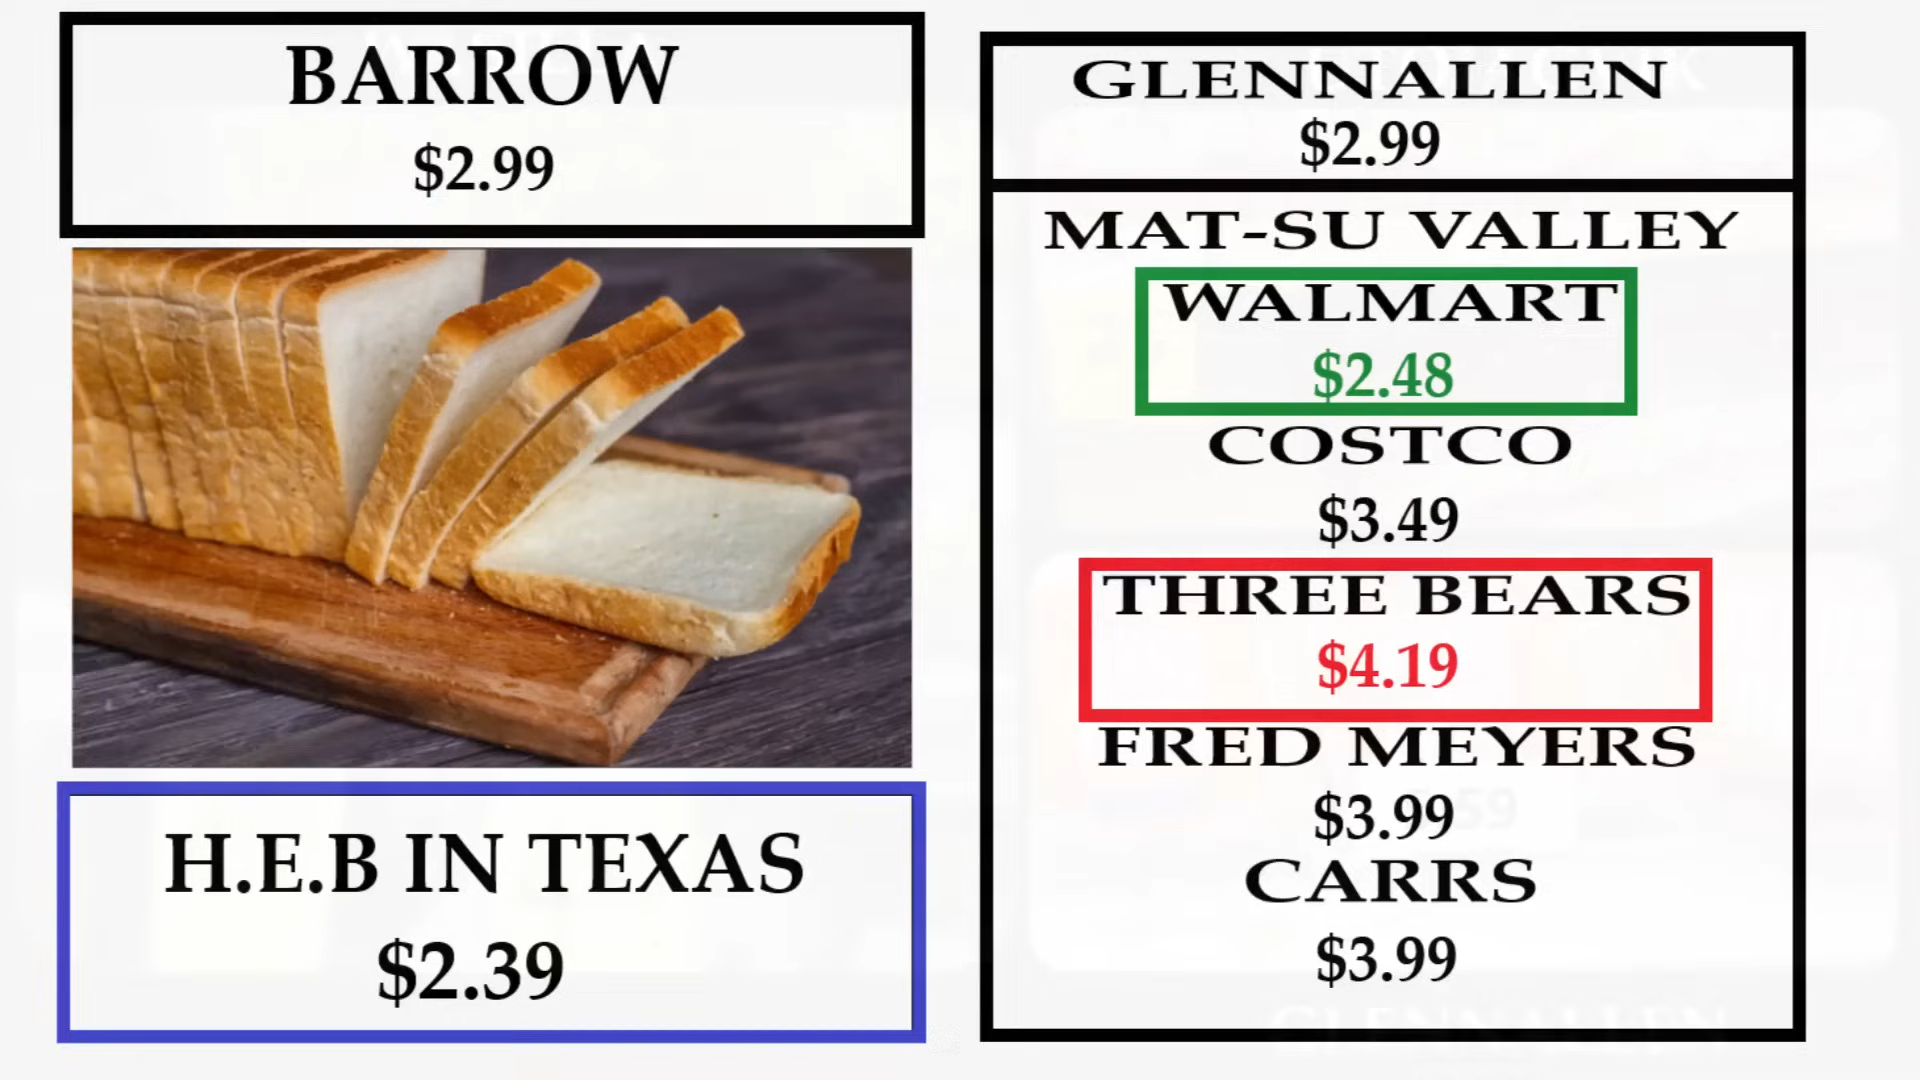 BARROW
$2.99
H.E.B IN TEXAS
$2.39
GLENNALLEN
$2.99
MAT-SU VALLEY
WALMART
$2.48
COSTCO
$3.49
THREE BEARS
$4.19
FRED MEYERS
$3.99
CARRS
$3.99
GLENNALLEN